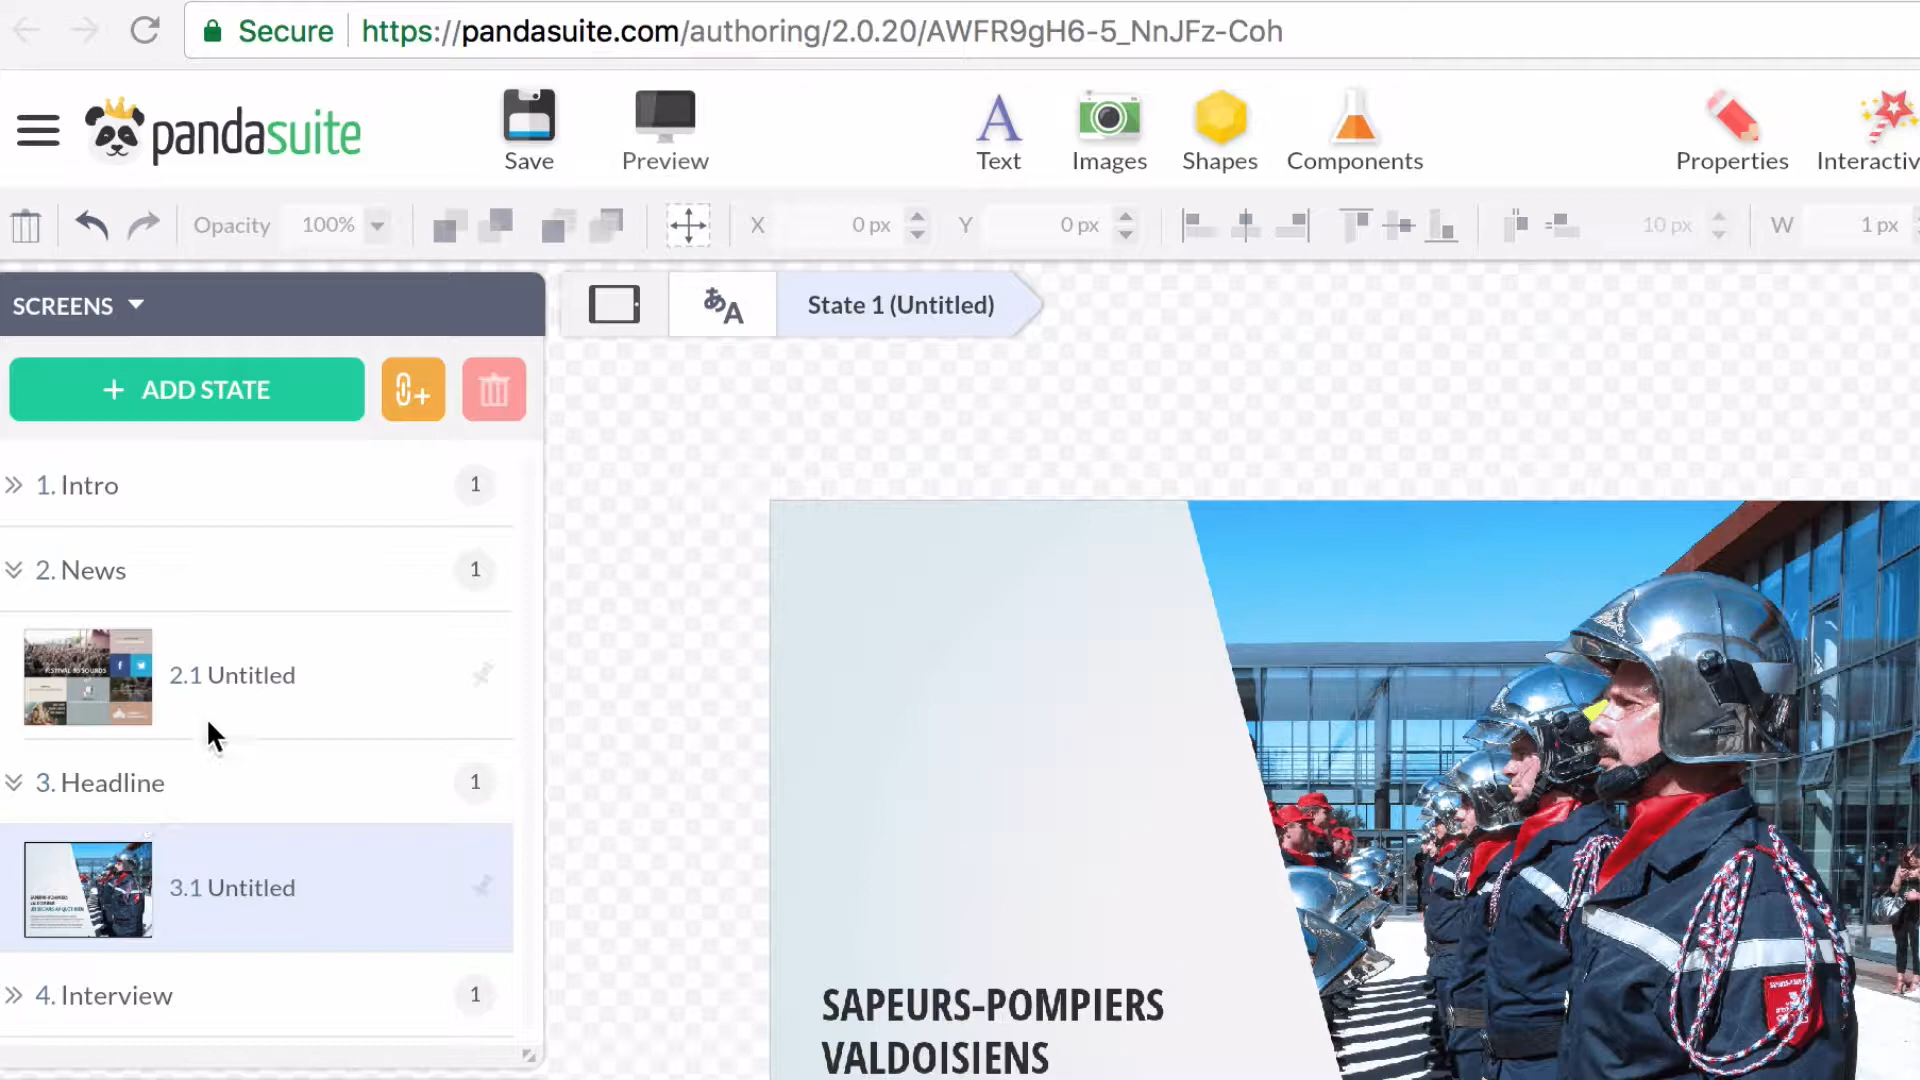 Secure https://pandasuite.com/authoring/2.0.20/AWFR9gH6-5_NnJFz-Coh
pandasuite
Save
Preview
Text
Images
Shapes
Components
Properties
Interactiv
Opacity 100%
X 0 px
Y 0 px
10 px
W 1 px
SCREENS
あA
State 1 (Untitled)
+ ADD STATE
1. Intro 1
2. News 1
2.1 Untitled
3. Headline 1
3.1 Untitled
4. Interview 1
SAPEURS-POMPIERS
VALDOISIENS